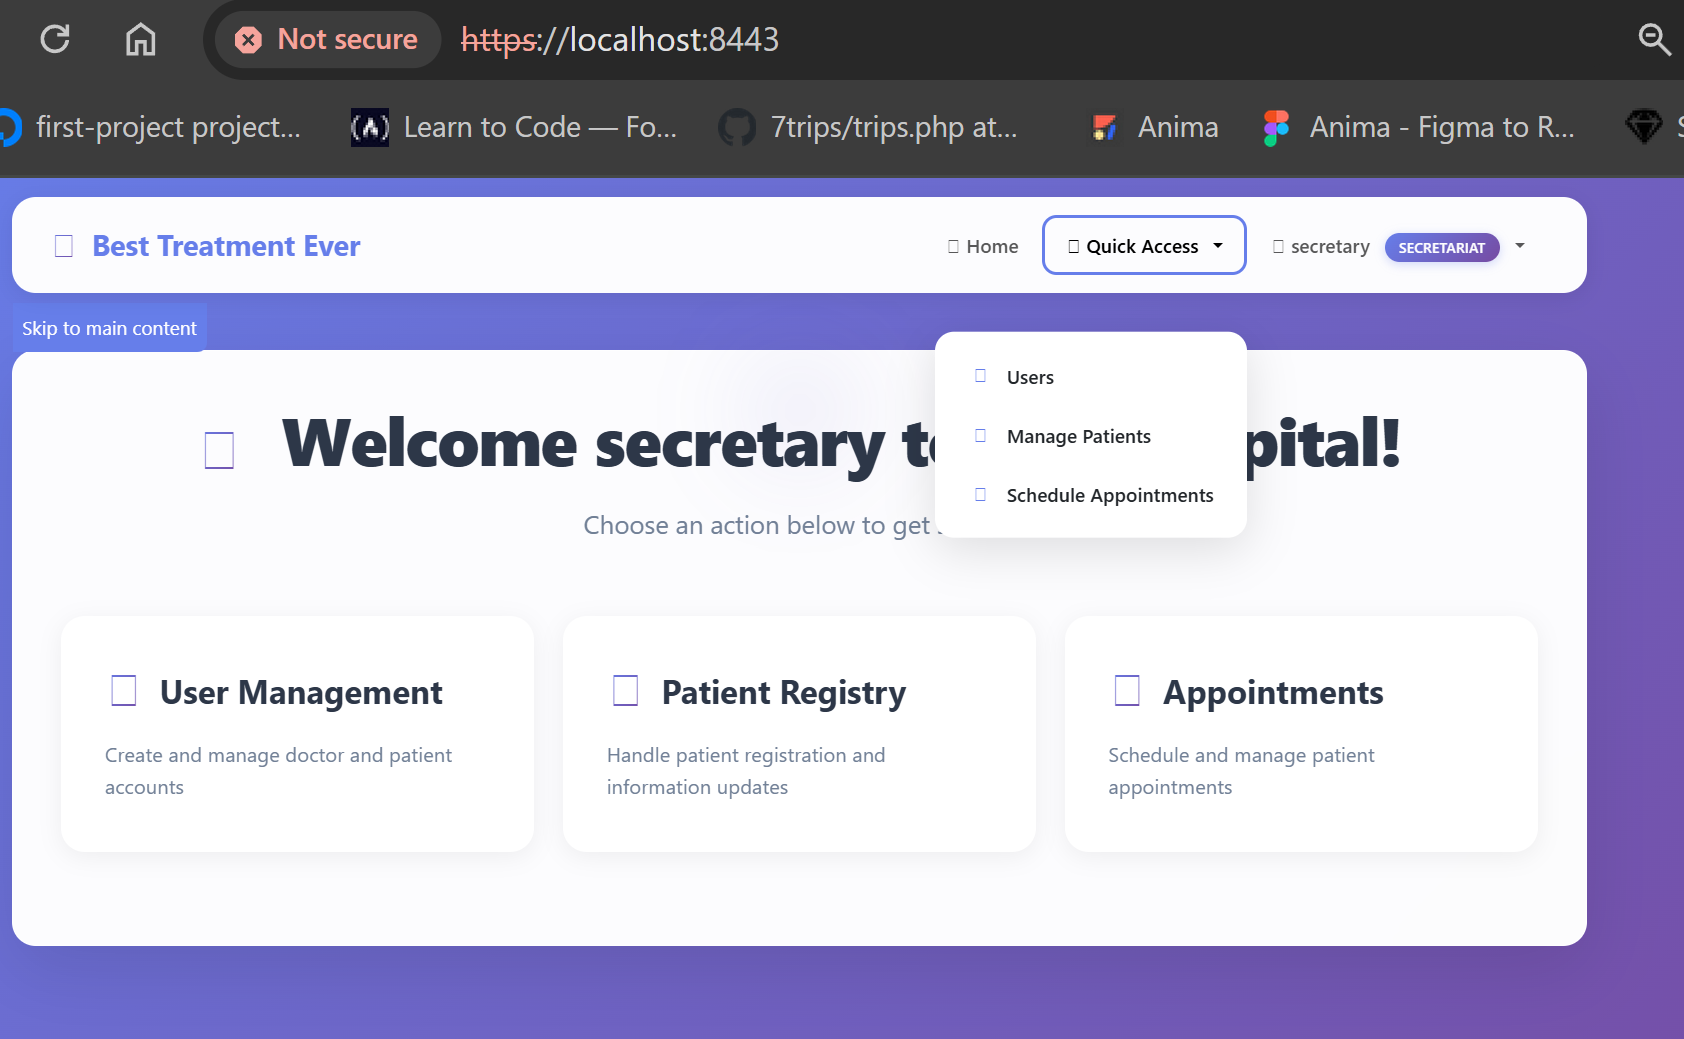 Not secure https://localhost:8443
first-project project...
Learn to Code — Fo...
7trips/trips.php at...
Anima
Anima - Figma to R...
Best Treatment Ever
Home
Quick Access
secretary
SECRETARIAT
Skip to main content
Users
Manage Patients
Schedule Appointments
Welcome secretary t pital!
Choose an action below to get
User Management
Create and manage doctor and patient
accounts
Patient Registry
Handle patient registration and
information updates
Appointments
Schedule and manage patient
appointments